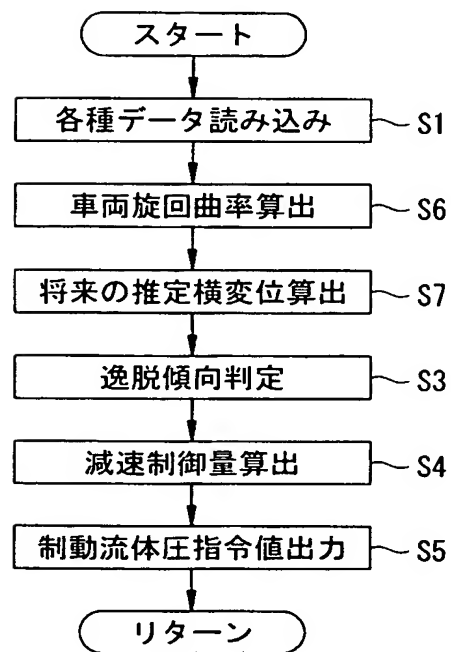 スタート
各種データ読み込み S1
車両旋回曲率算出 S6
将来の推定横変位算出 S7
逸脱傾向判定 S3
減速制御量算出 S4
制動流体圧指令値出力 S5
リターン